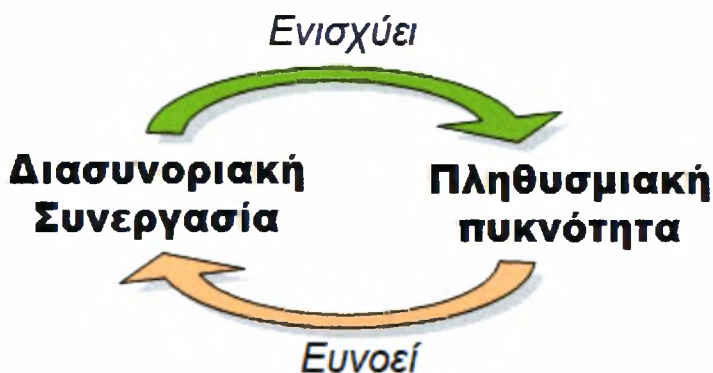 Ενισχύει
Διασυνοριακή
Συνεργασία
Πληθυσμιακή
πυκνότητα
Ευνοεί